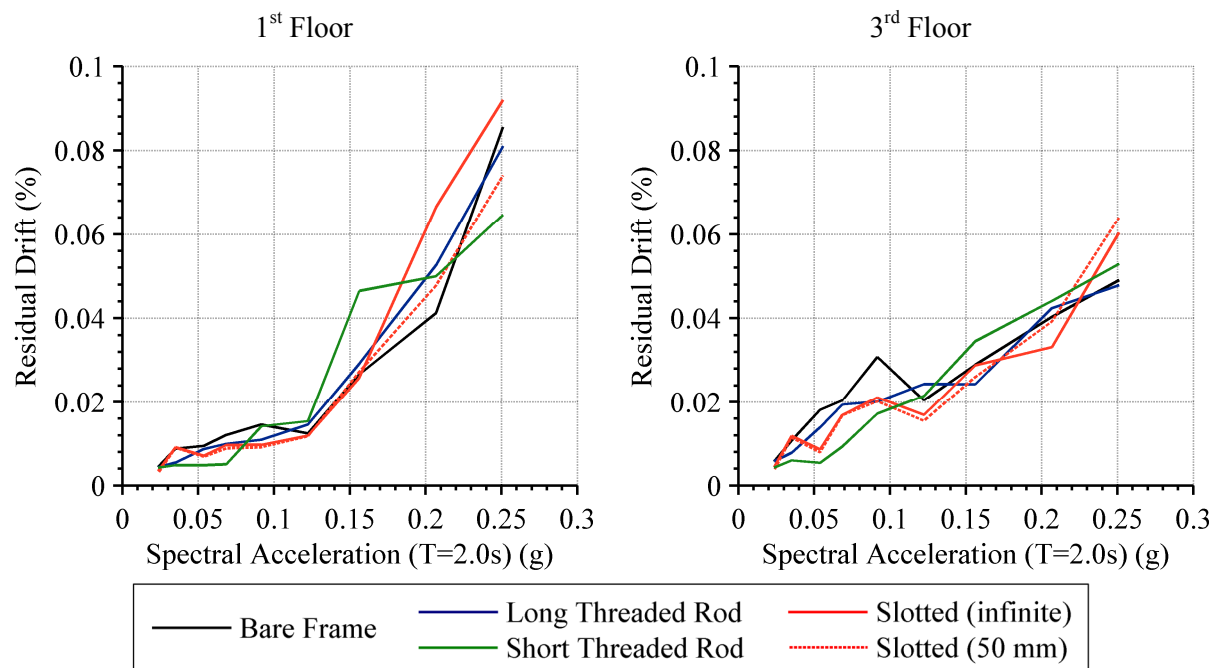 1st Floor
0.1
0.08
0.06
0.04
0.02
0
Residual Drift (%)
0 0.05 0.1 0.15 0.2 0.25 0.3
Spectral Acceleration (T=2.0s) (g)
3rd Floor
0.1
0.08
0.06
0.04
0.02
0
Residual Drift (%)
0 0.05 0.1 0.15 0.2 0.25 0.3
Spectral Acceleration (T=2.0s) (g)
Bare Frame
Long Threaded Rod
Short Threaded Rod
Slotted (infinite)
Slotted (50 mm)